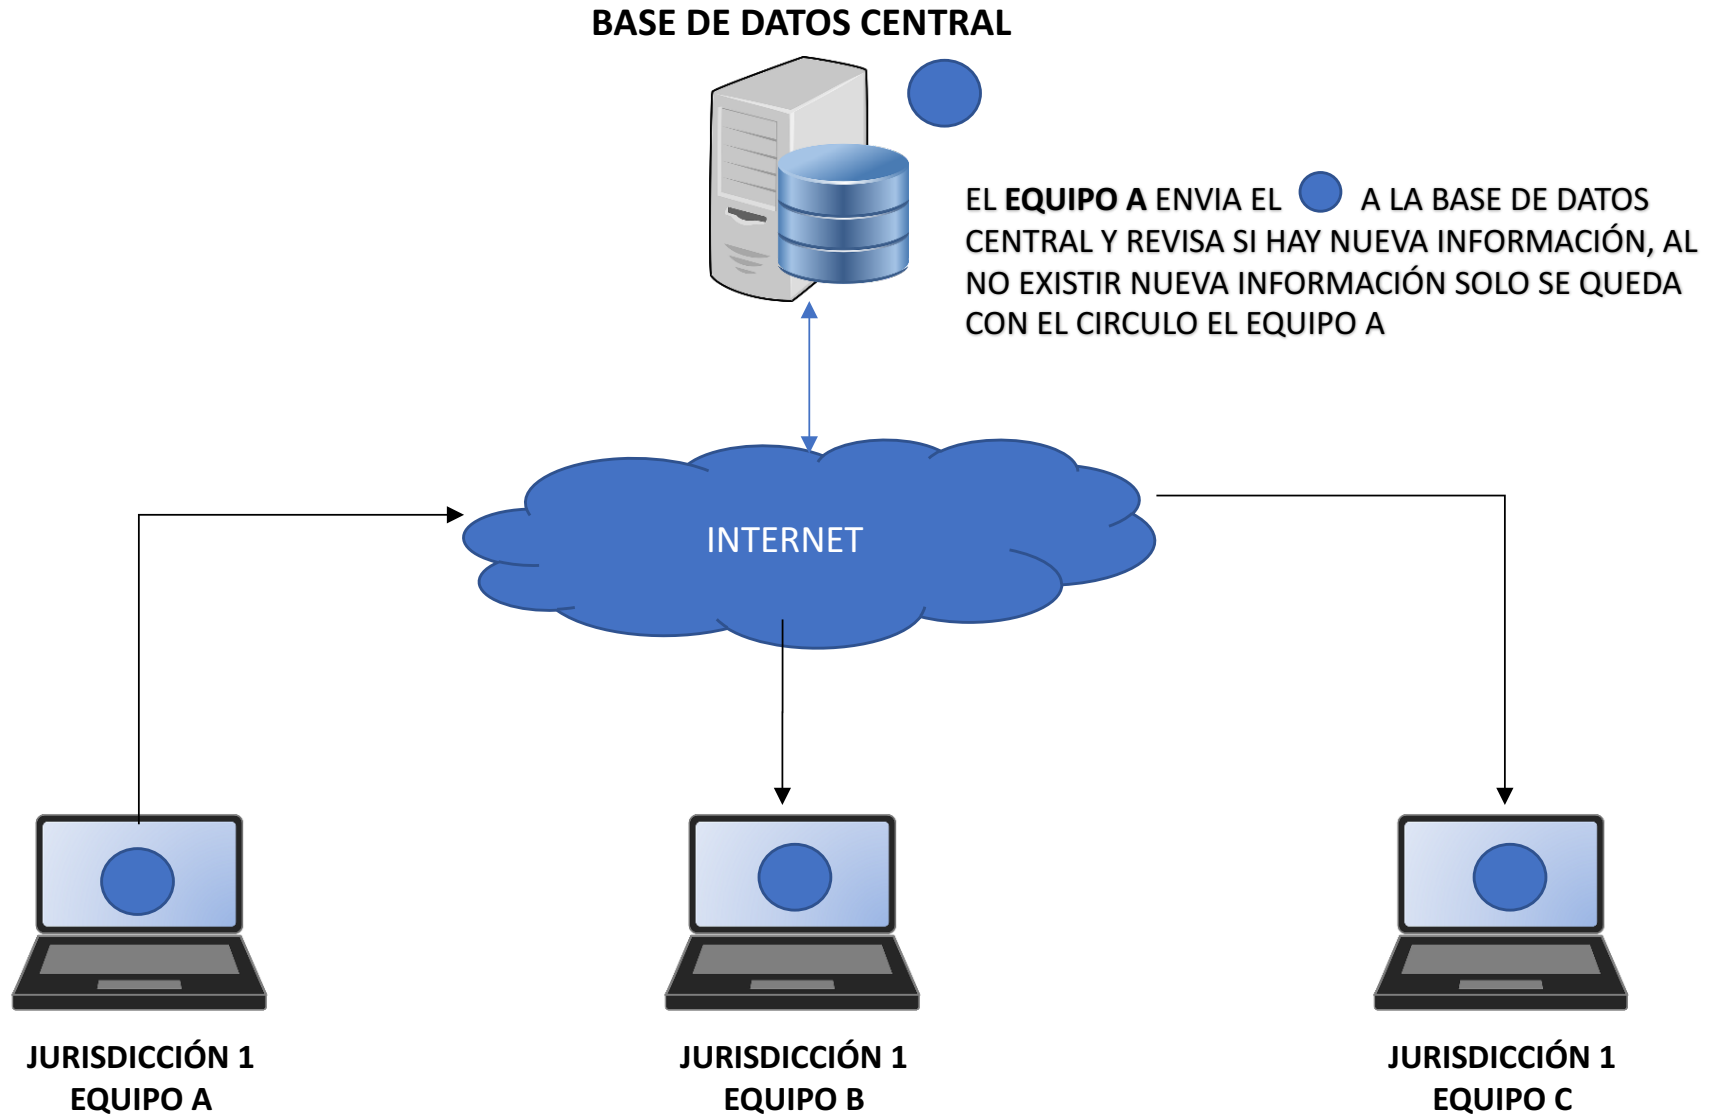 BASE DE DATOS CENTRAL
EL EQUIPO A ENVIA EL A LA BASE DE DATOS
CENTRAL Y REVISA SI HAY NUEVA INFORMACIÓN, AL
NO EXISTIR NUEVA INFORMACIÓN SOLO SE QUEDA
CON EL CIRCULO EL EQUIPO A
INTERNET
JURISDICCIÓN 1
EQUIPO A
JURISDICCIÓN 1
EQUIPO B
JURISDICCIÓN 1
EQUIPO C